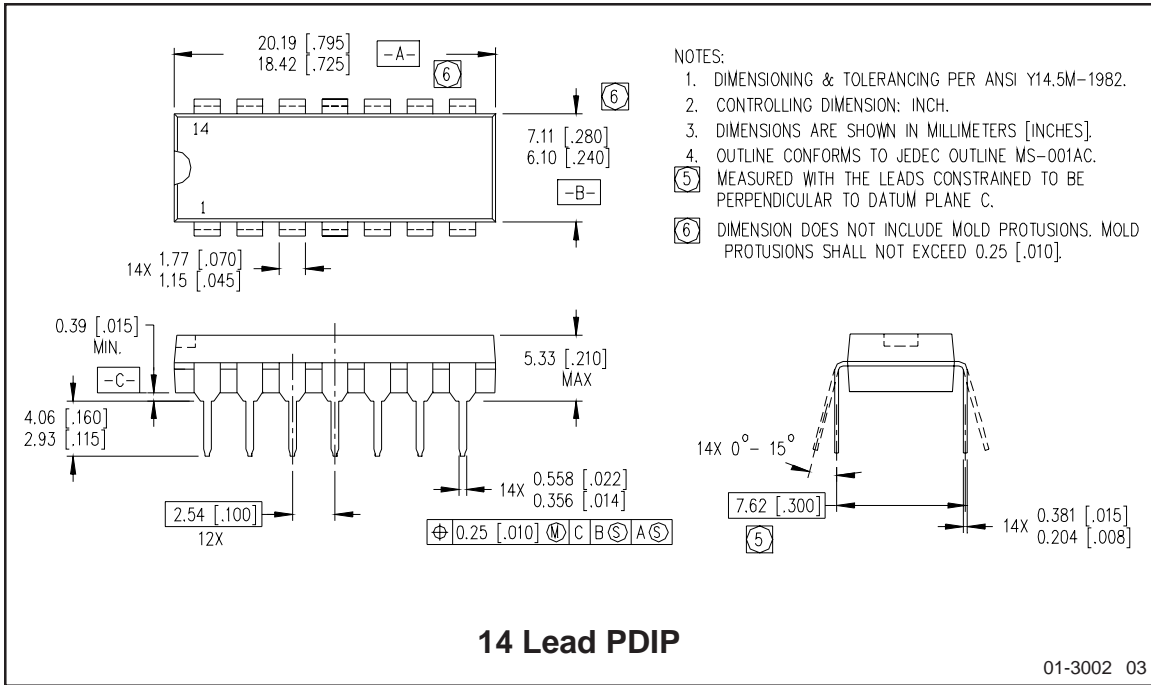 20.19 [.795]
18.42 [.725]
-A-
6
6
14
1
7.11 [.280]
6.10 [.240]
-B-
14X 1.77 [.070]
1.15 [.045]
NOTES:
1. DIMENSIONING & TOLERANCING PER ANSI Y14.5M-1982.
2. CONTROLLING DIMENSION: INCH.
3. DIMENSIONS ARE SHOWN IN MILLIMETERS [INCHES].
4. OUTLINE CONFORMS TO JEDEC OUTLINE MS-001AC.
5 MEASURED WITH THE LEADS CONSTRAINED TO BE
PERPENDICULAR TO DATUM PLANE C.
6 DIMENSION DOES NOT INCLUDE MOLD PROTUSIONS. MOLD
PROTUSIONS SHALL NOT EXCEED 0.25 [.010].
0.39 [.015]
MIN.
-C-
4.06 [.160]
2.93 [.115]
5.33 [.210]
MAX
2.54 [.100]
12X
14X 0.558 [.022]
0.356 [.014]
⌖ 0.25 [.010] Ⓜ C B Ⓢ A Ⓢ
14X 0°- 15°
7.62 [.300]
5
14X 0.381 [.015]
0.204 [.008]
14 Lead PDIP
01-3002 03